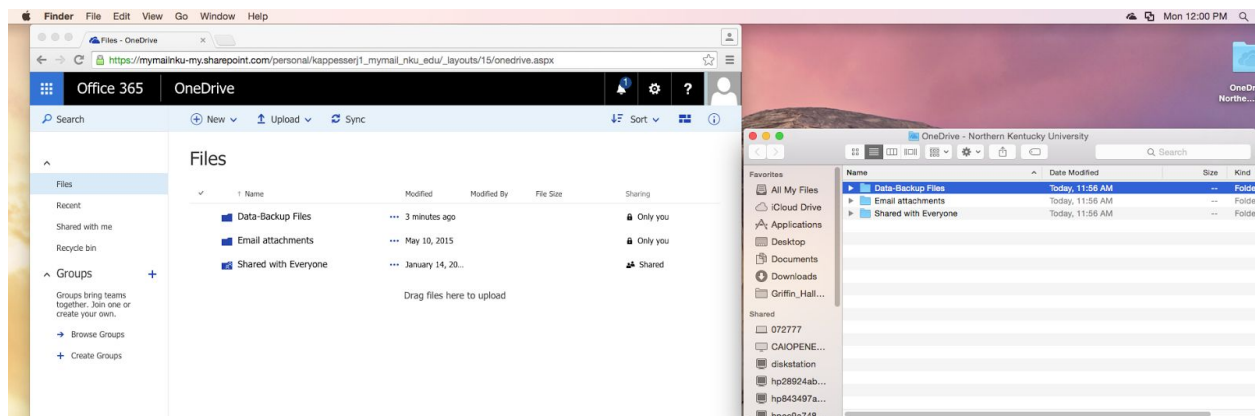 Finder File Edit View Go Window Help
Mon 12:00 PM
Files - OneDrive
https://mymailnku-my.sharepoint.com/personal/kappesserj1_mymail_nku_edu/_layouts/15/onedrive.aspx
Office 365 OneDrive
1
?
Search
New Upload Sync
Sort
Files
Recent
Shared with me
Recycle bin
Groups
Groups bring teams
together. Join one or
create your own.
Browse Groups
Create Groups
Files
Name Modified Modified By File Size Sharing
Data-Backup Files ... 3 minutes ago Only you
Email attachments ... May 10, 2015 Only you
Shared with Everyone ... January 14, 20... Shared
Drag files here to upload
OneDr
Northe...
OneDrive - Northern Kentucky University
Search
Favorites
All My Files
iCloud Drive
Applications
Desktop
Documents
Downloads
Griffin_Hall...
Shared
072777
CAIOPENE...
diskstation
hp28924ab...
hp843497a...
Name Date Modified Size Kind
Data-Backup Files Today, 11:56 AM -- Folde
Email attachments Today, 11:56 AM -- Folde
Shared with Everyone Today, 11:56 AM -- Folde